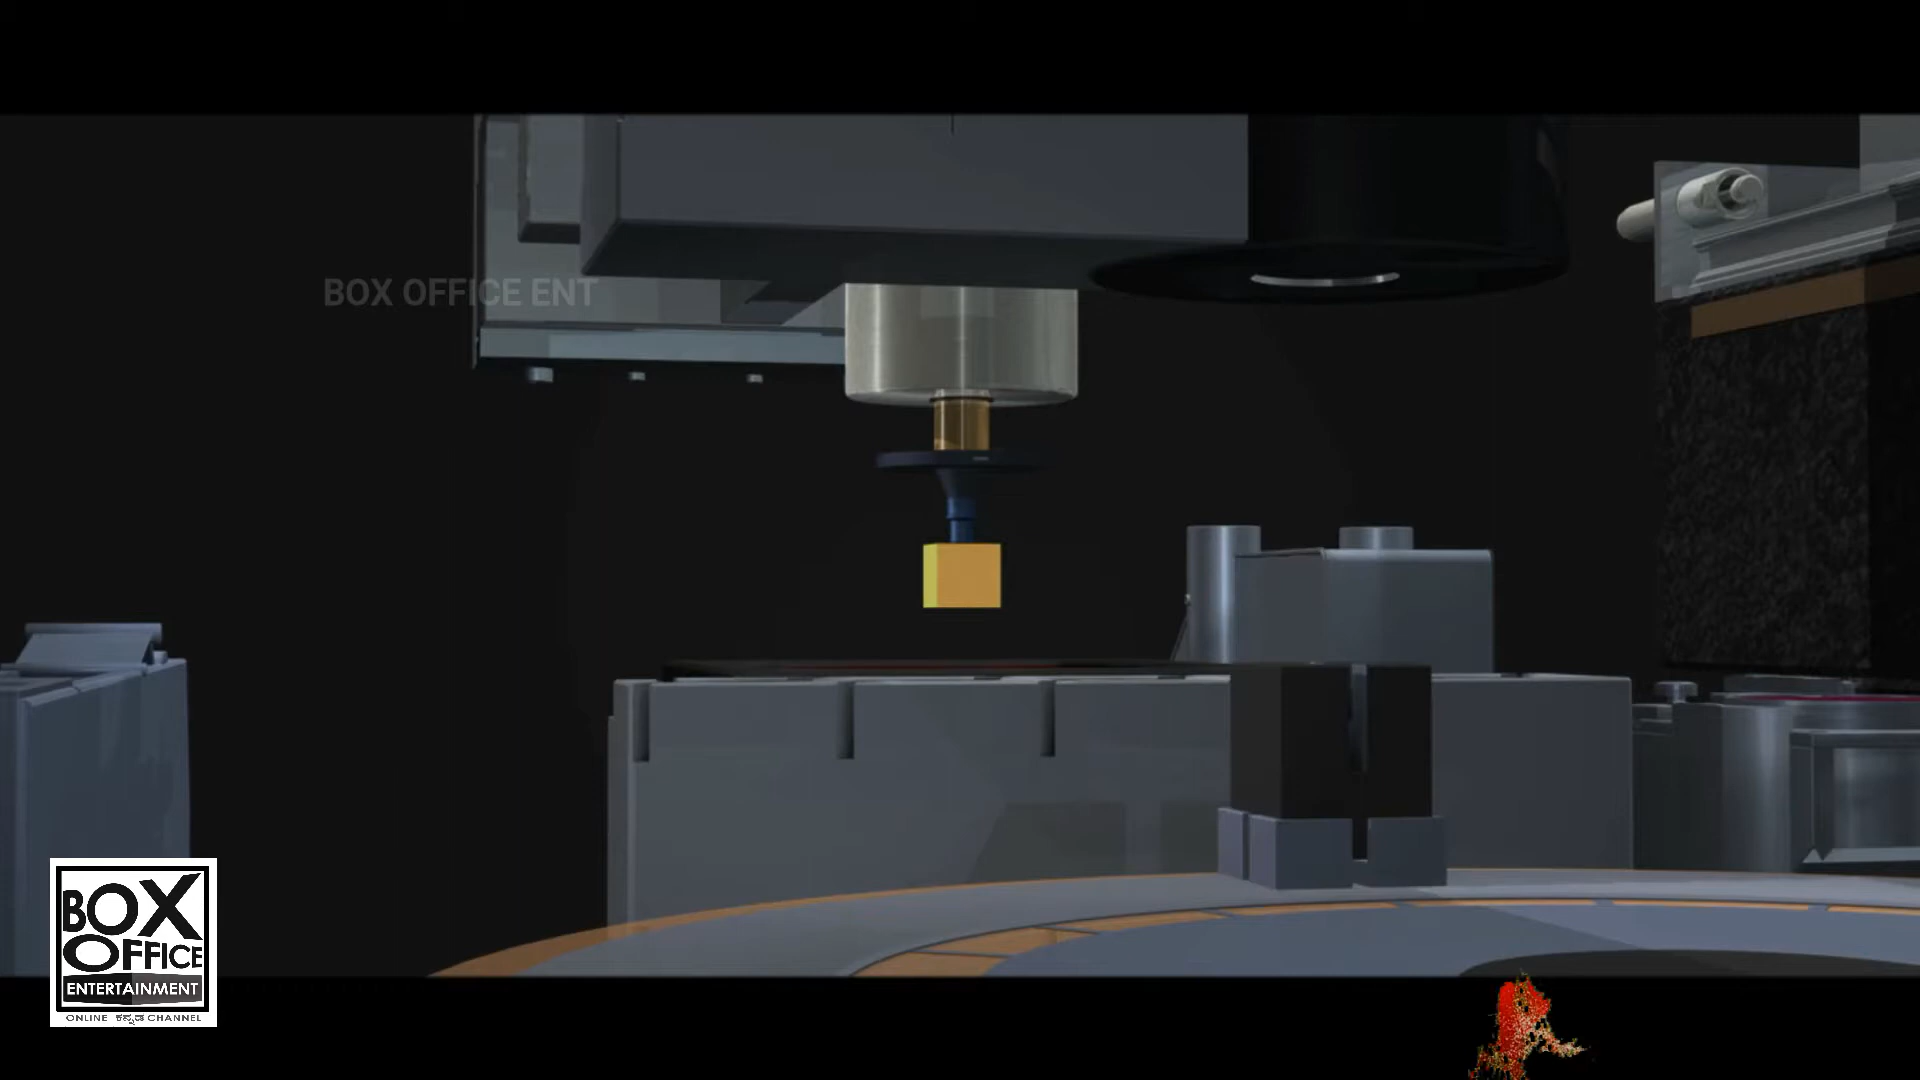 BOX OFFICE ENT
BOX
OFFICE
ENTERTAINMENT
ONLINE ಕನ್ನಡ CHANNEL